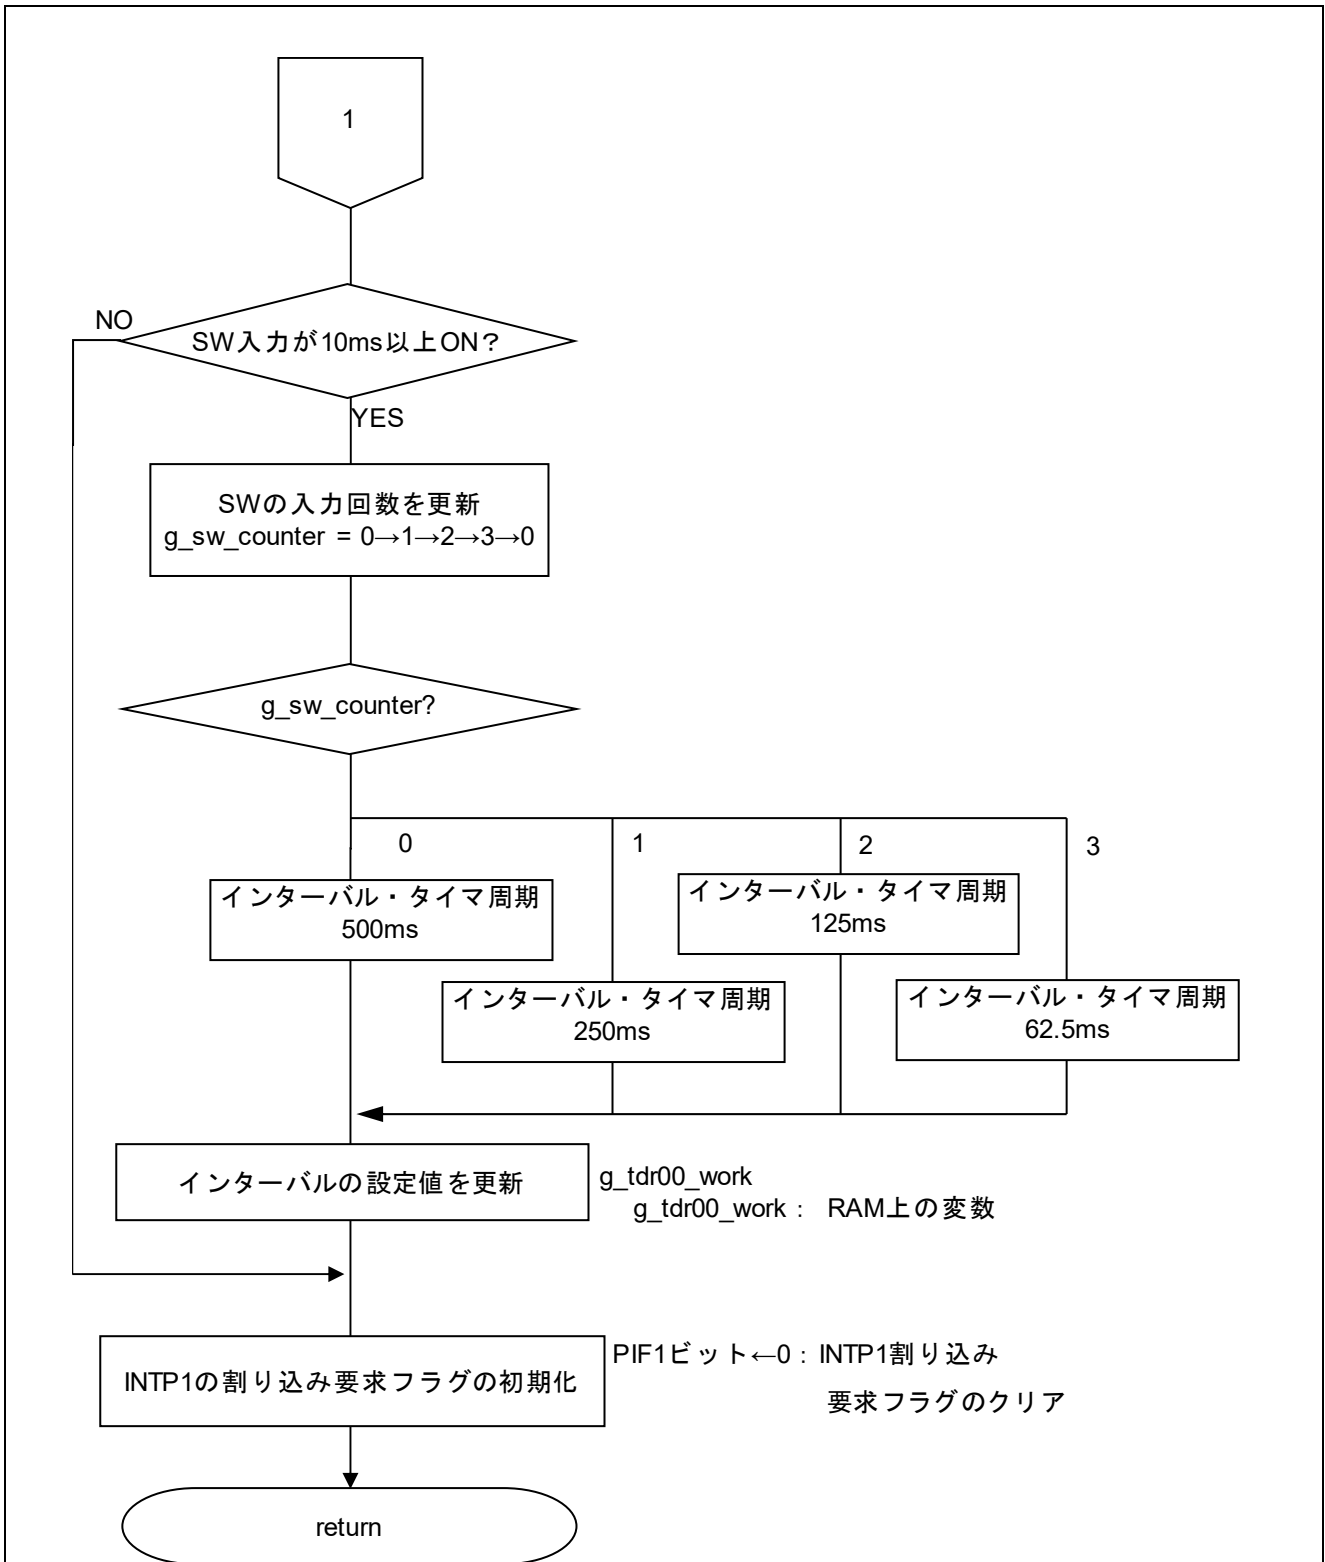 1
NO
SW入力が10ms以上ON？
YES
SWの入力回数を更新
g_sw_counter = 0→1→2→3→0
g_sw_counter?
0
1
2
3
インターバル・タイマ周期
500ms
インターバル・タイマ周期
125ms
インターバル・タイマ周期
250ms
インターバル・タイマ周期
62.5ms
インターバルの設定値を更新
g_tdr00_work
g_tdr00_work： RAM上の変数
INTP1の割り込み要求フラグの初期化
PIF1ビット←0：INTP1割り込み
要求フラグのクリア
return